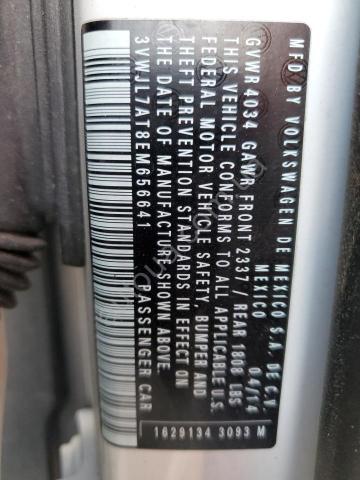 MFD BY VOLKSWAGEN DE MEXICO S.A. DE C.V.
MEXICO 04/14
GVWR 4034 GAWR FRONT 2337 / REAR 1808 LBS
THIS VEHICLE CONFORMS TO ALL APPLICABLE U.S.
FEDERAL MOTOR VEHICLE SAFETY, BUMPER AND
THEFT PREVENTION STANDARDS IN EFFECT ON
THE DATE OF MANUFACTURE SHOWN ABOVE.
3VWJL7AT8EM656641 PASSENGER CAR
1629134 3093 M